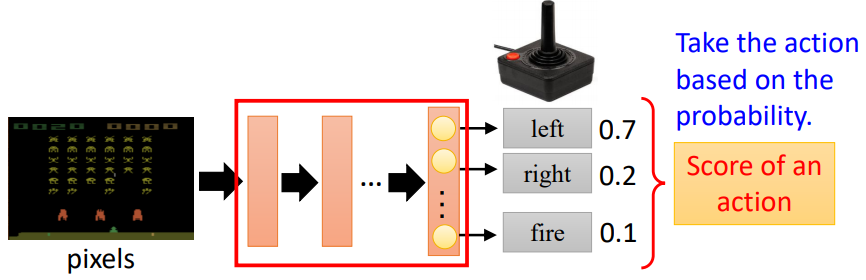 Take the action
based on the
probability.
0020 0000
left 0.7
right 0.2
fire 0.1
...
Score of an
action
pixels